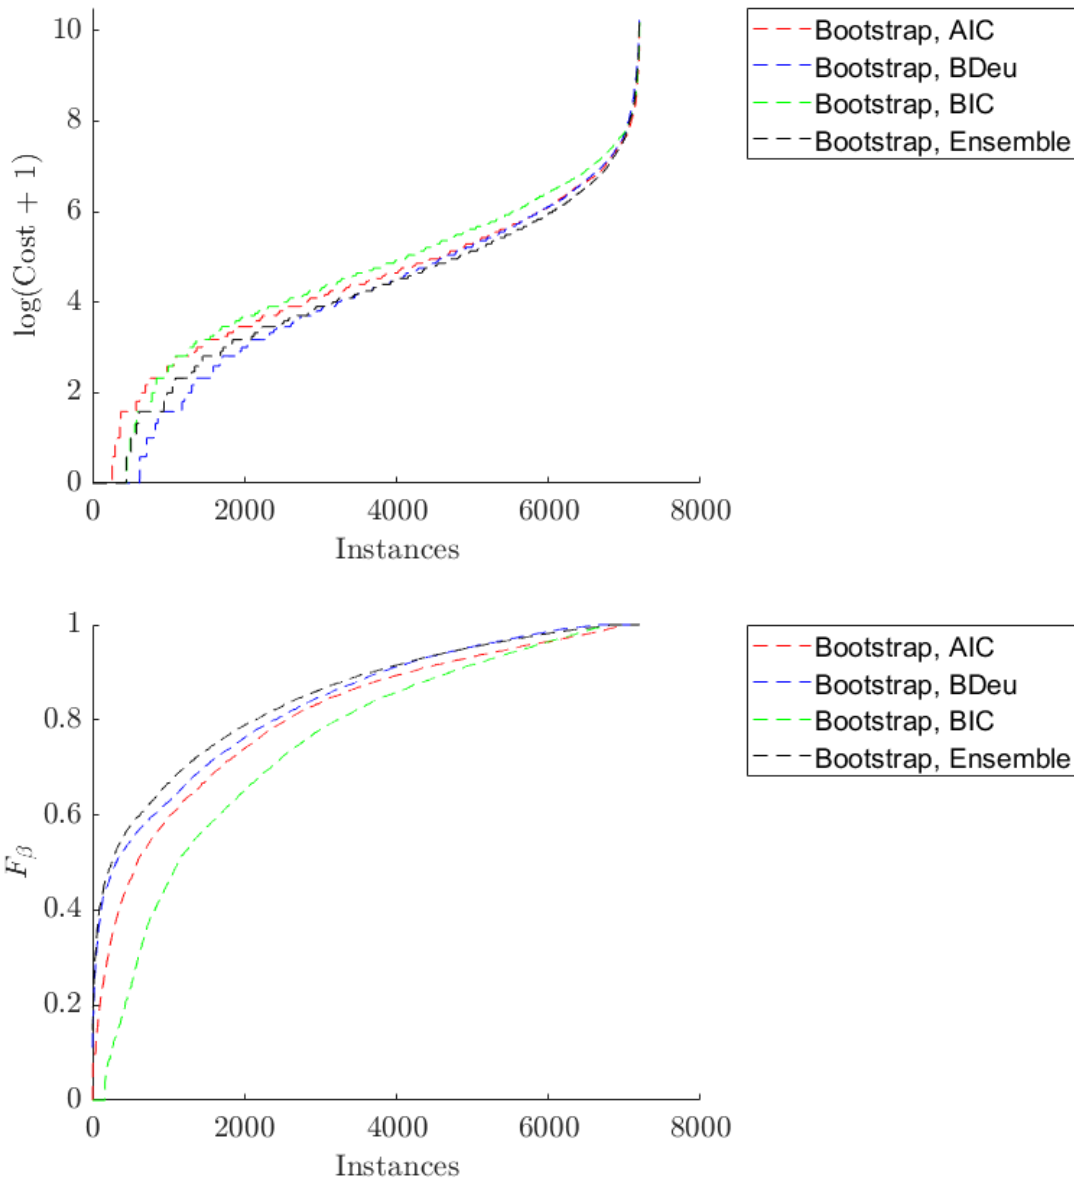 10
8
6
4
2
0
log(Cost + 1)
0 2000 4000 6000 8000
Instances
Bootstrap, AIC
Bootstrap, BDeu
Bootstrap, BIC
Bootstrap, Ensemble
1
0.8
0.6
0.4
0.2
0
Fβ
0 2000 4000 6000 8000
Instances
Bootstrap, AIC
Bootstrap, BDeu
Bootstrap, BIC
Bootstrap, Ensemble